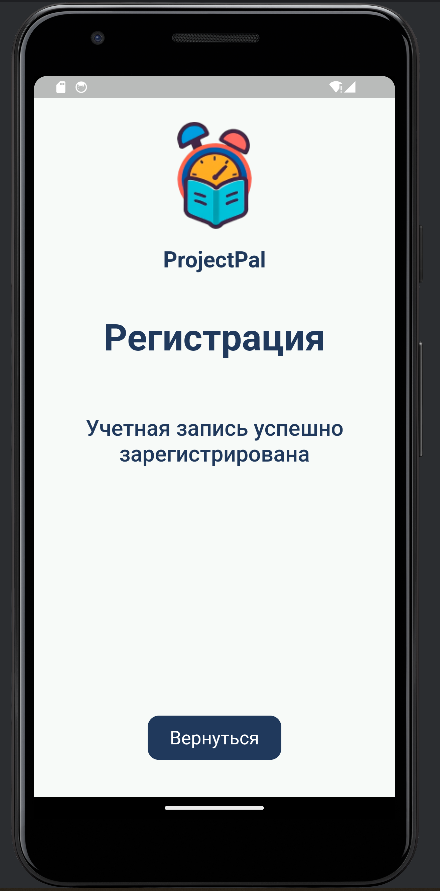 ProjectPal
Регистрация
Учетная запись успешно
зарегистрирована
Вернуться